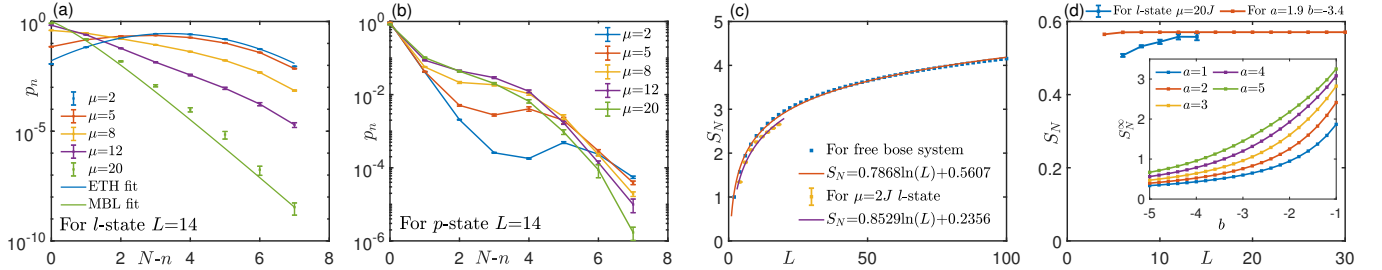 (a)
10^0
10^-5
10^-10
p_n
μ=2
μ=5
μ=8
μ=12
μ=20
ETH fit
MBL fit
For l-state L=14
0 2 4 6 8
N-n
(b)
10^0
10^-2
10^-4
10^-6
p_n
μ=2
μ=5
μ=8
μ=12
μ=20
For p-state L=14
0 2 4 6 8
N-n
(c)
5
4
3
2
1
0
S_N
For free bose system
S_N=0.7868ln(L)+0.5607
For μ=2J l-state
S_N=0.8529ln(L)+0.2356
0 50 100
L
(d)
For l-state μ=20J
For a=1.9 b=-3.4
0.6
0.4
0.2
0
S_N
a=1 a=4
a=2 a=5
a=3
5
4
3
2
1
0
S_N^∞
-5 -4 -3 -2 -1
b
0 10 20 30
L